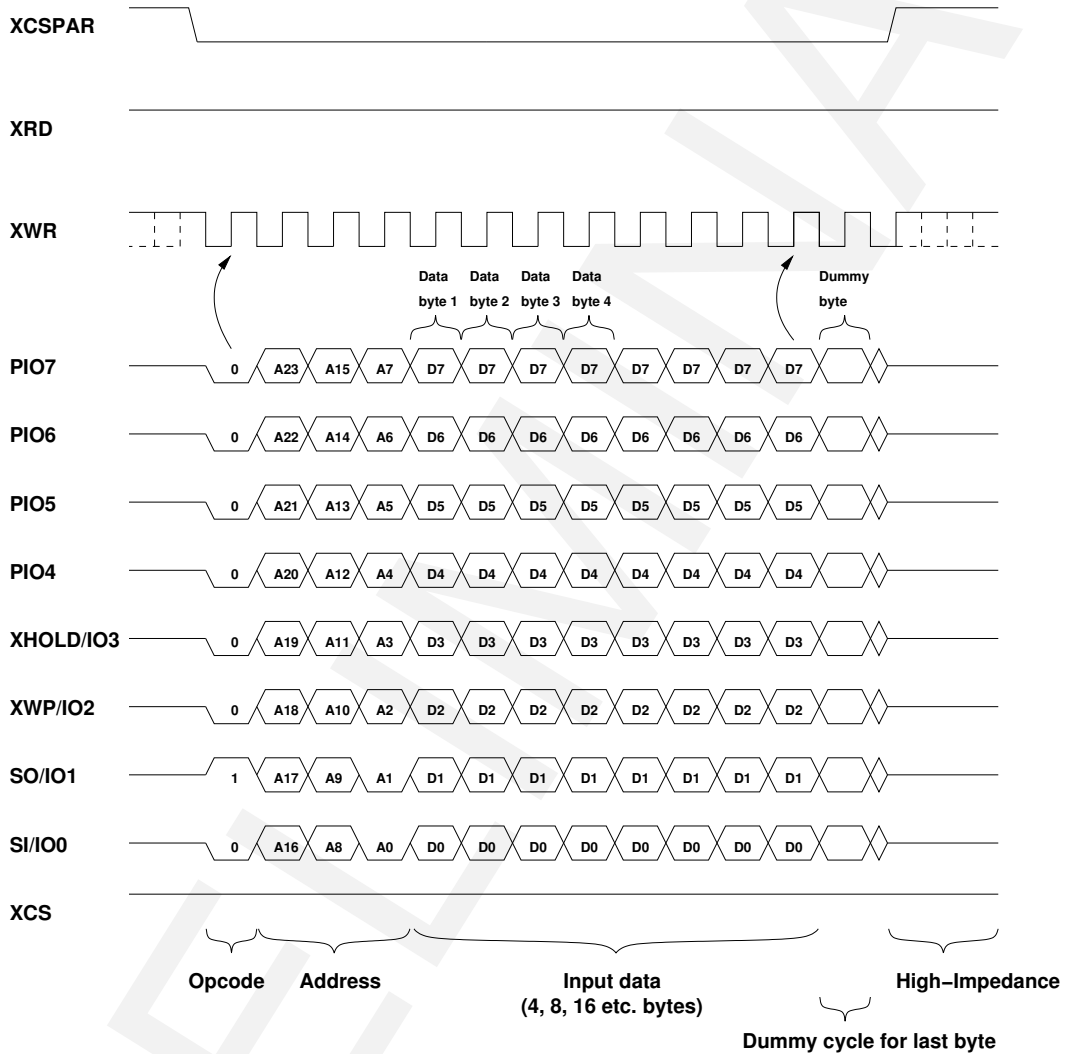 XCSPAR
XRD
XWR
Data Data Data Data Dummy
byte 1 byte 2 byte 3 byte 4 byte
PIO7 0 A23 A15 A7 D7 D7 D7 D7 D7 D7 D7 D7
PIO6 0 A22 A14 A6 D6 D6 D6 D6 D6 D6 D6 D6
PIO5 0 A21 A13 A5 D5 D5 D5 D5 D5 D5 D5 D5
PIO4 0 A20 A12 A4 D4 D4 D4 D4 D4 D4 D4 D4
XHOLD/IO3 0 A19 A11 A3 D3 D3 D3 D3 D3 D3 D3 D3
XWP/IO2 0 A18 A10 A2 D2 D2 D2 D2 D2 D2 D2 D2
SO/IO1 1 A17 A9 A1 D1 D1 D1 D1 D1 D1 D1 D1
SI/IO0 0 A16 A8 A0 D0 D0 D0 D0 D0 D0 D0 D0
XCS
Opcode Address Input data High−Impedance
(4, 8, 16 etc. bytes)
Dummy cycle for last byte